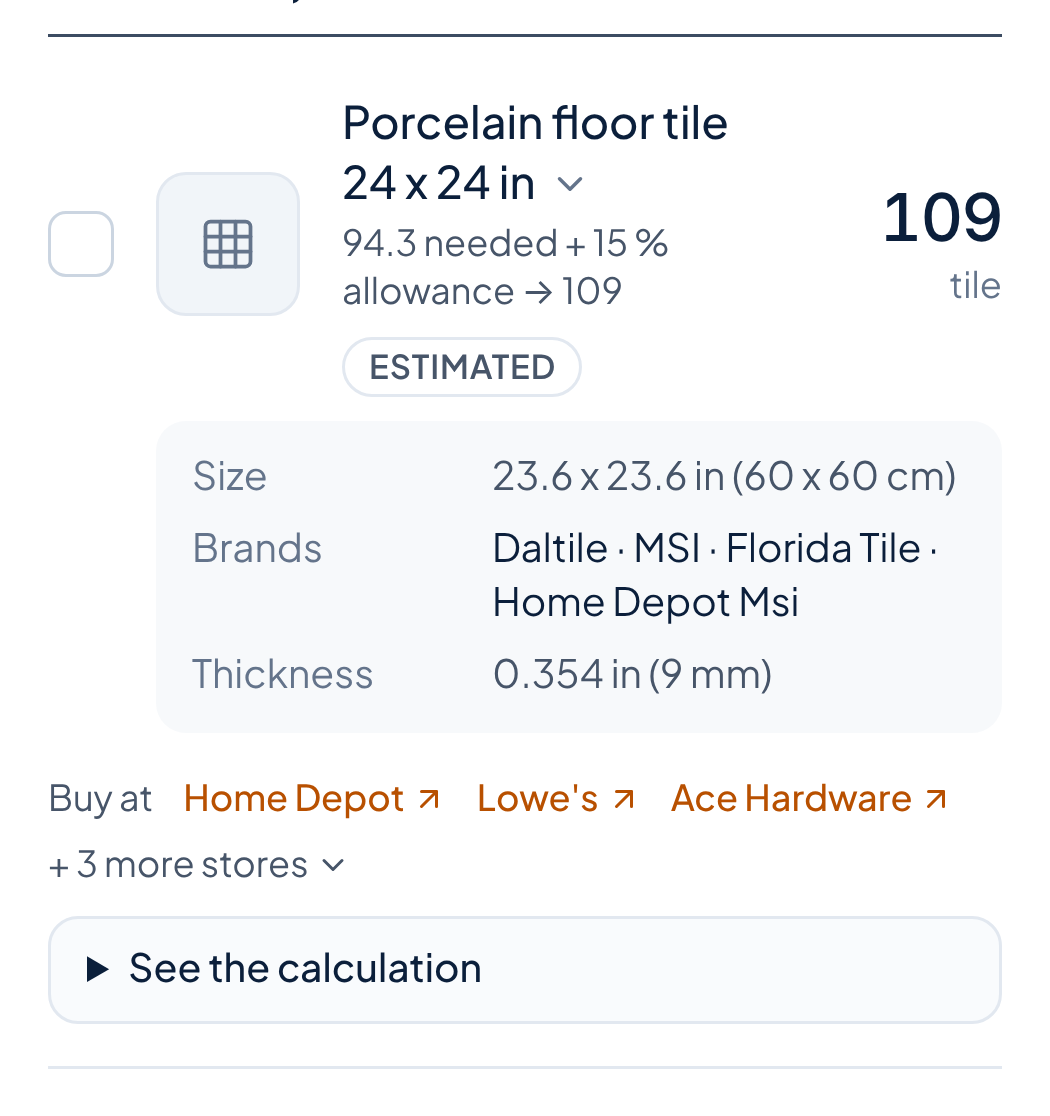 Porcelain floor tile
24 x 24 in
94.3 needed + 15 %
allowance → 109
109
tile
ESTIMATED
Size 23.6 x 23.6 in (60 x 60 cm)
Brands Daltile · MSI · Florida Tile ·
Home Depot Msi
Thickness 0.354 in (9 mm)
Buy at Home Depot ↗ Lowe's ↗ Ace Hardware ↗
+ 3 more stores
See the calculation